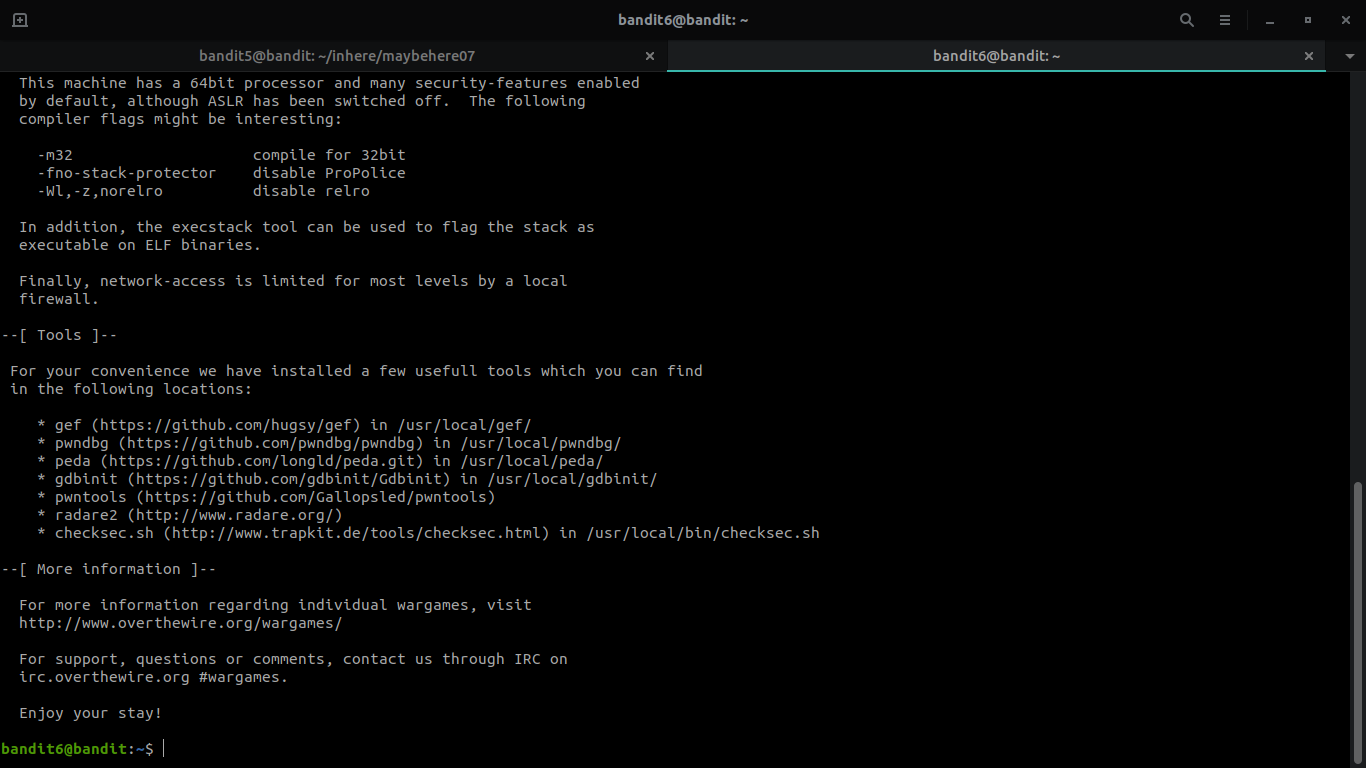 bandit6@bandit: ~
bandit5@bandit: ~/inhere/maybehere07
bandit6@bandit: ~
This machine has a 64bit processor and many security-features enabled
by default, although ASLR has been switched off.  The following
compiler flags might be interesting:
-m32                    compile for 32bit
-fno-stack-protector    disable ProPolice
-Wl,-z,norelro          disable relro
In addition, the execstack tool can be used to flag the stack as
executable on ELF binaries.
Finally, network-access is limited for most levels by a local
firewall.
--[ Tools ]--
For your convenience we have installed a few usefull tools which you can find
in the following locations:
* gef (https://github.com/hugsy/gef) in /usr/local/gef/
* pwndbg (https://github.com/pwndbg/pwndbg) in /usr/local/pwndbg/
* peda (https://github.com/longld/peda.git) in /usr/local/peda/
* gdbinit (https://github.com/gdbinit/Gdbinit) in /usr/local/gdbinit/
* pwntools (https://github.com/Gallopsled/pwntools)
* radare2 (http://www.radare.org/)
* checksec.sh (http://www.trapkit.de/tools/checksec.html) in /usr/local/bin/checksec.sh
--[ More information ]--
For more information regarding individual wargames, visit
http://www.overthewire.org/wargames/
For support, questions or comments, contact us through IRC on
irc.overthewire.org #wargames.
Enjoy your stay!
bandit6@bandit:~$